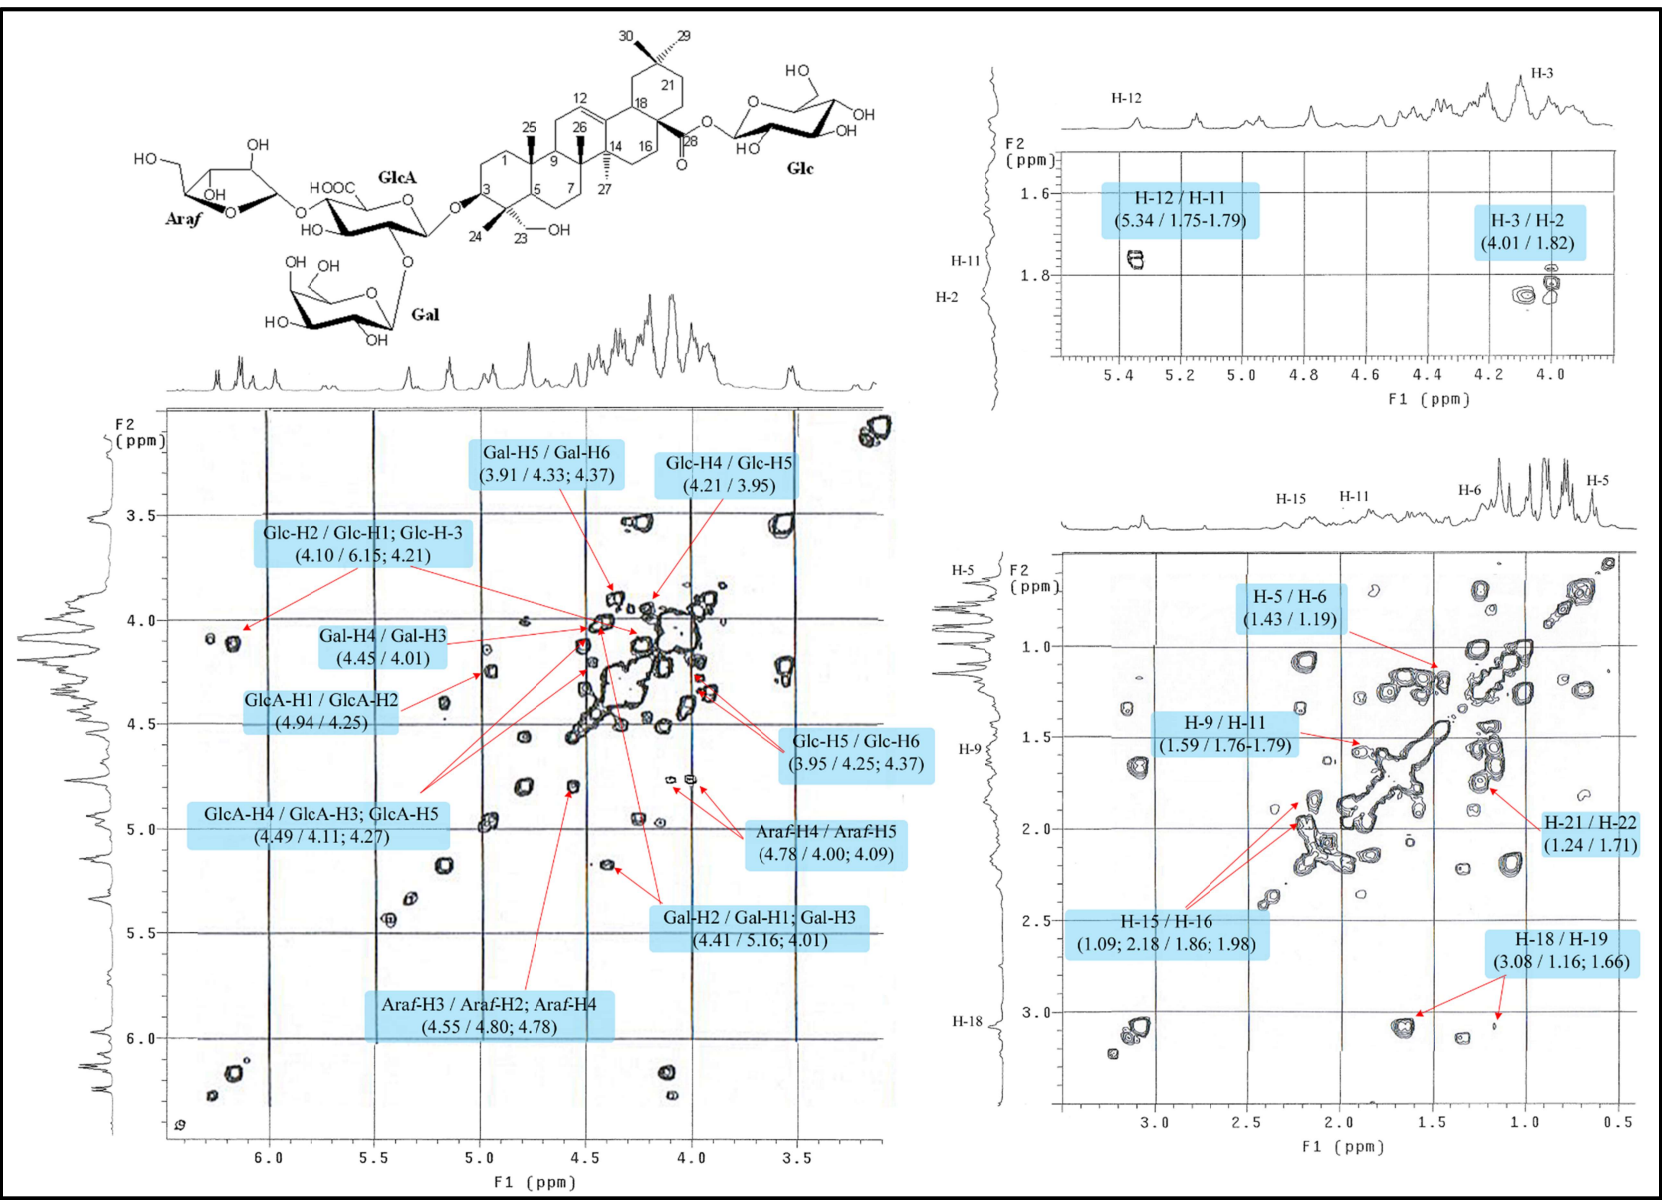 30
29
21
12
18
HO
OH
25
26
O
O
28
OH
HO
Glc
1
9
14
16
27
HO
OH
OH
O
Araf
HOOC
GlcA
O
HO
O
O
3
5
7
24
23
OH
OH
OH
O
O
HO
OH
Gal
F2
(ppm)
3.5
4.0
4.5
5.0
5.5
6.0
Gal-H5 / Gal-H6
(3.91 / 4.33; 4.37)
Glc-H4 / Glc-H5
(4.21 / 3.95)
Glc-H2 / Glc-H1; Glc-H-3
(4.10 / 6.15; 4.21)
Gal-H4 / Gal-H3
(4.45 / 4.01)
GlcA-H1 / GlcA-H2
(4.94 / 4.25)
Glc-H5 / Glc-H6
(3.95 / 4.25; 4.37)
GlcA-H4 / GlcA-H3; GlcA-H5
(4.49 / 4.11; 4.27)
Araf-H4 / Araf-H5
(4.78 / 4.00; 4.09)
Gal-H2 / Gal-H1; Gal-H3
(4.41 / 5.16; 4.01)
Araf-H3 / Araf-H2; Araf-H4
(4.55 / 4.80; 4.78)
6.0 5.5 5.0 4.5 4.0 3.5
F1 (ppm)
H-12
H-3
F2
(ppm)
1.6
H-12 / H-11
(5.34 / 1.75-1.79)
H-3 / H-2
(4.01 / 1.82)
H-11
1.8
H-2
5.4 5.2 5.0 4.8 4.6 4.4 4.2 4.0
F1 (ppm)
H-15
H-11
H-6
H-5
H-5
F2
(ppm)
H-5 / H-6
(1.43 / 1.19)
1.0
H-9 / H-11
(1.59 / 1.76-1.79)
1.5
H-9
H-21 / H-22
(1.24 / 1.71)
2.0
2.5
H-15 / H-16
(1.09; 2.18 / 1.86; 1.98)
H-18 / H-19
(3.08 / 1.16; 1.66)
3.0
H-18
3.0 2.5 2.0 1.5 1.0 0.5
F1 (ppm)